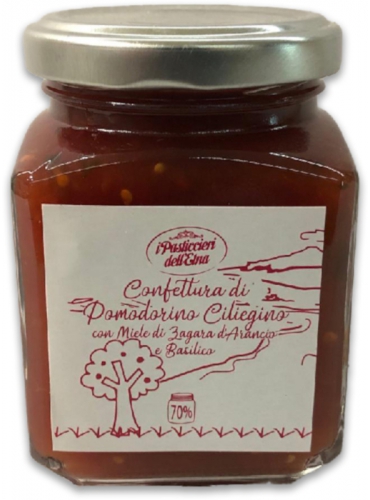 i Pasticcieri
dell'Etna
Confettura di
Pomodorino Ciliegino
con Miele di Zagara d'Arancio
e Basilico
70%